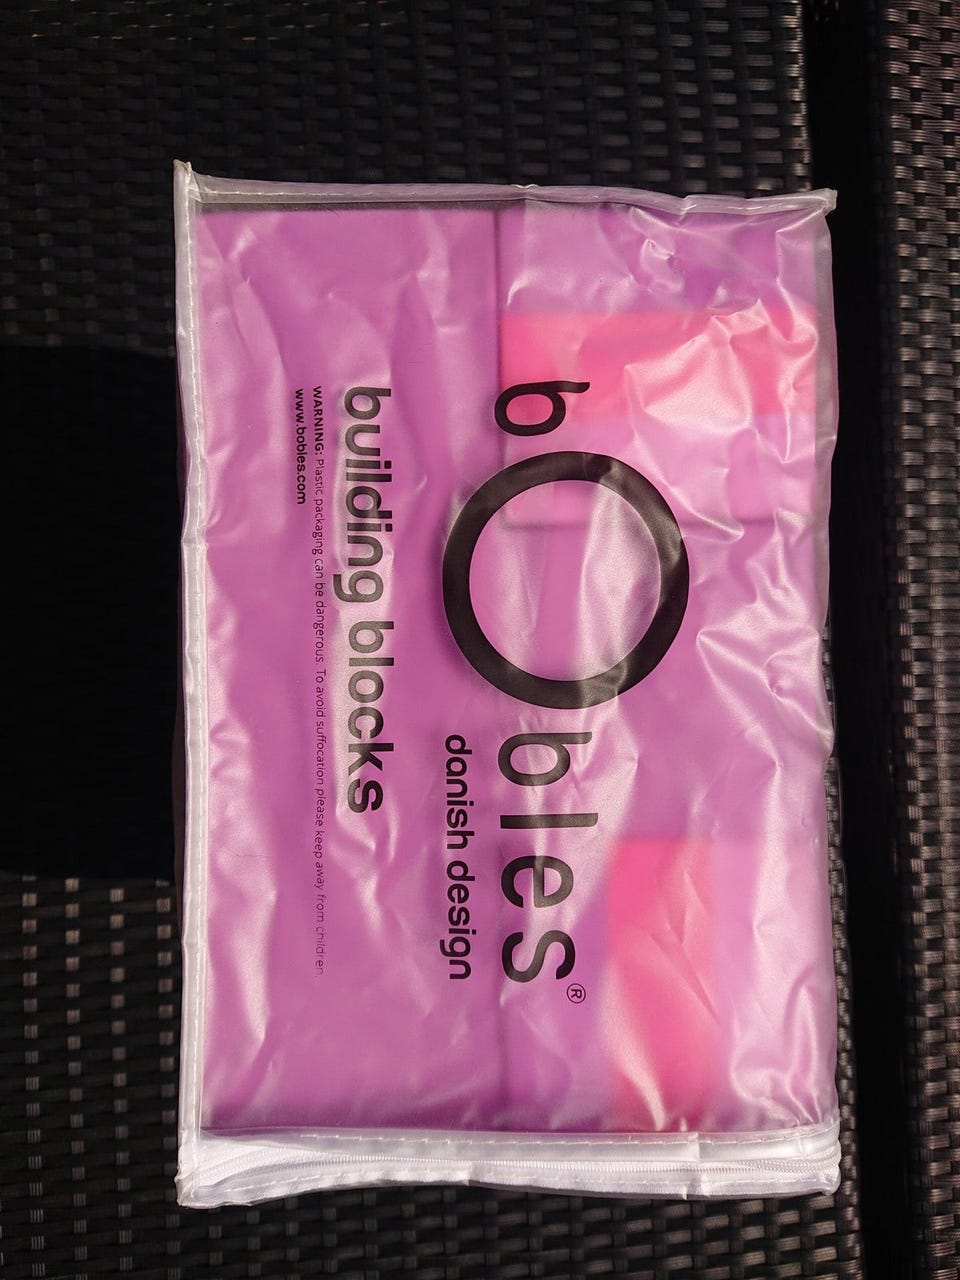 bObles®
danish design
building blocks
WARNING: Plastic packaging can be dangerous. To avoid suffocation please keep away from children.
www.bobles.com